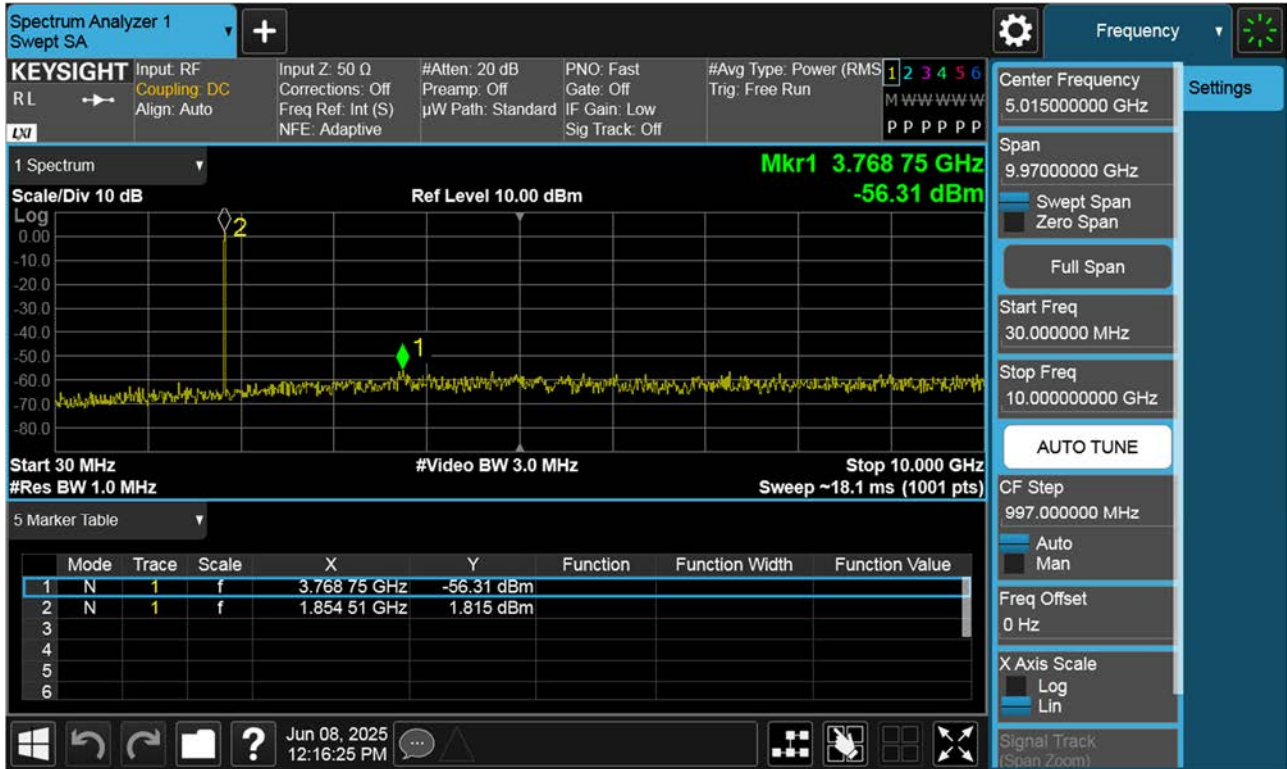 Spectrum Analyzer 1
Swept SA
+
Frequency
KEYSIGHT
RL
LXI
Input: RF
Coupling: DC
Align: Auto
Input Z: 50 Ω
Corrections: Off
Freq Ref: Int (S)
NFE: Adaptive
#Atten: 20 dB
Preamp: Off
µW Path: Standard
PNO: Fast
Gate: Off
IF Gain: Low
Sig Track: Off
#Avg Type: Power (RMS
Trig: Free Run
1 2 3 4 5 6
M W W W W W
P P P P P P
1 Spectrum
Scale/Div 10 dB
Log
Ref Level 10.00 dBm
Mkr1 3.768 75 GHz
-56.31 dBm
2
1
0.00
-10.0
-20.0
-30.0
-40.0
-50.0
-60.0
-70.0
-80.0
Start 30 MHz
#Res BW 1.0 MHz
#Video BW 3.0 MHz
Stop 10.000 GHz
Sweep ~18.1 ms (1001 pts)
5 Marker Table
Mode Trace Scale X Y Function Function Width Function Value
1 N 1 f 3.768 75 GHz -56.31 dBm
2 N 1 f 1.854 51 GHz 1.815 dBm
3
4
5
6
Jun 08, 2025
12:16:25 PM
?
Center Frequency
5.015000000 GHz
Settings
Span
9.97000000 GHz
Swept Span
Zero Span
Full Span
Start Freq
30.000000 MHz
Stop Freq
10.000000000 GHz
AUTO TUNE
CF Step
997.000000 MHz
Auto
Man
Freq Offset
0 Hz
X Axis Scale
Log
Lin
Signal Track
(Span Zoom)